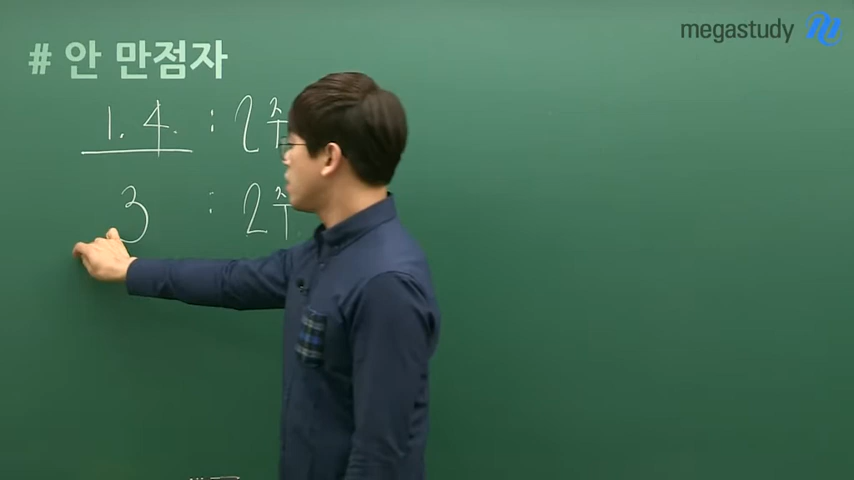 megastudy
# 안 만점자
1. 4. : 2주
3 : 2주